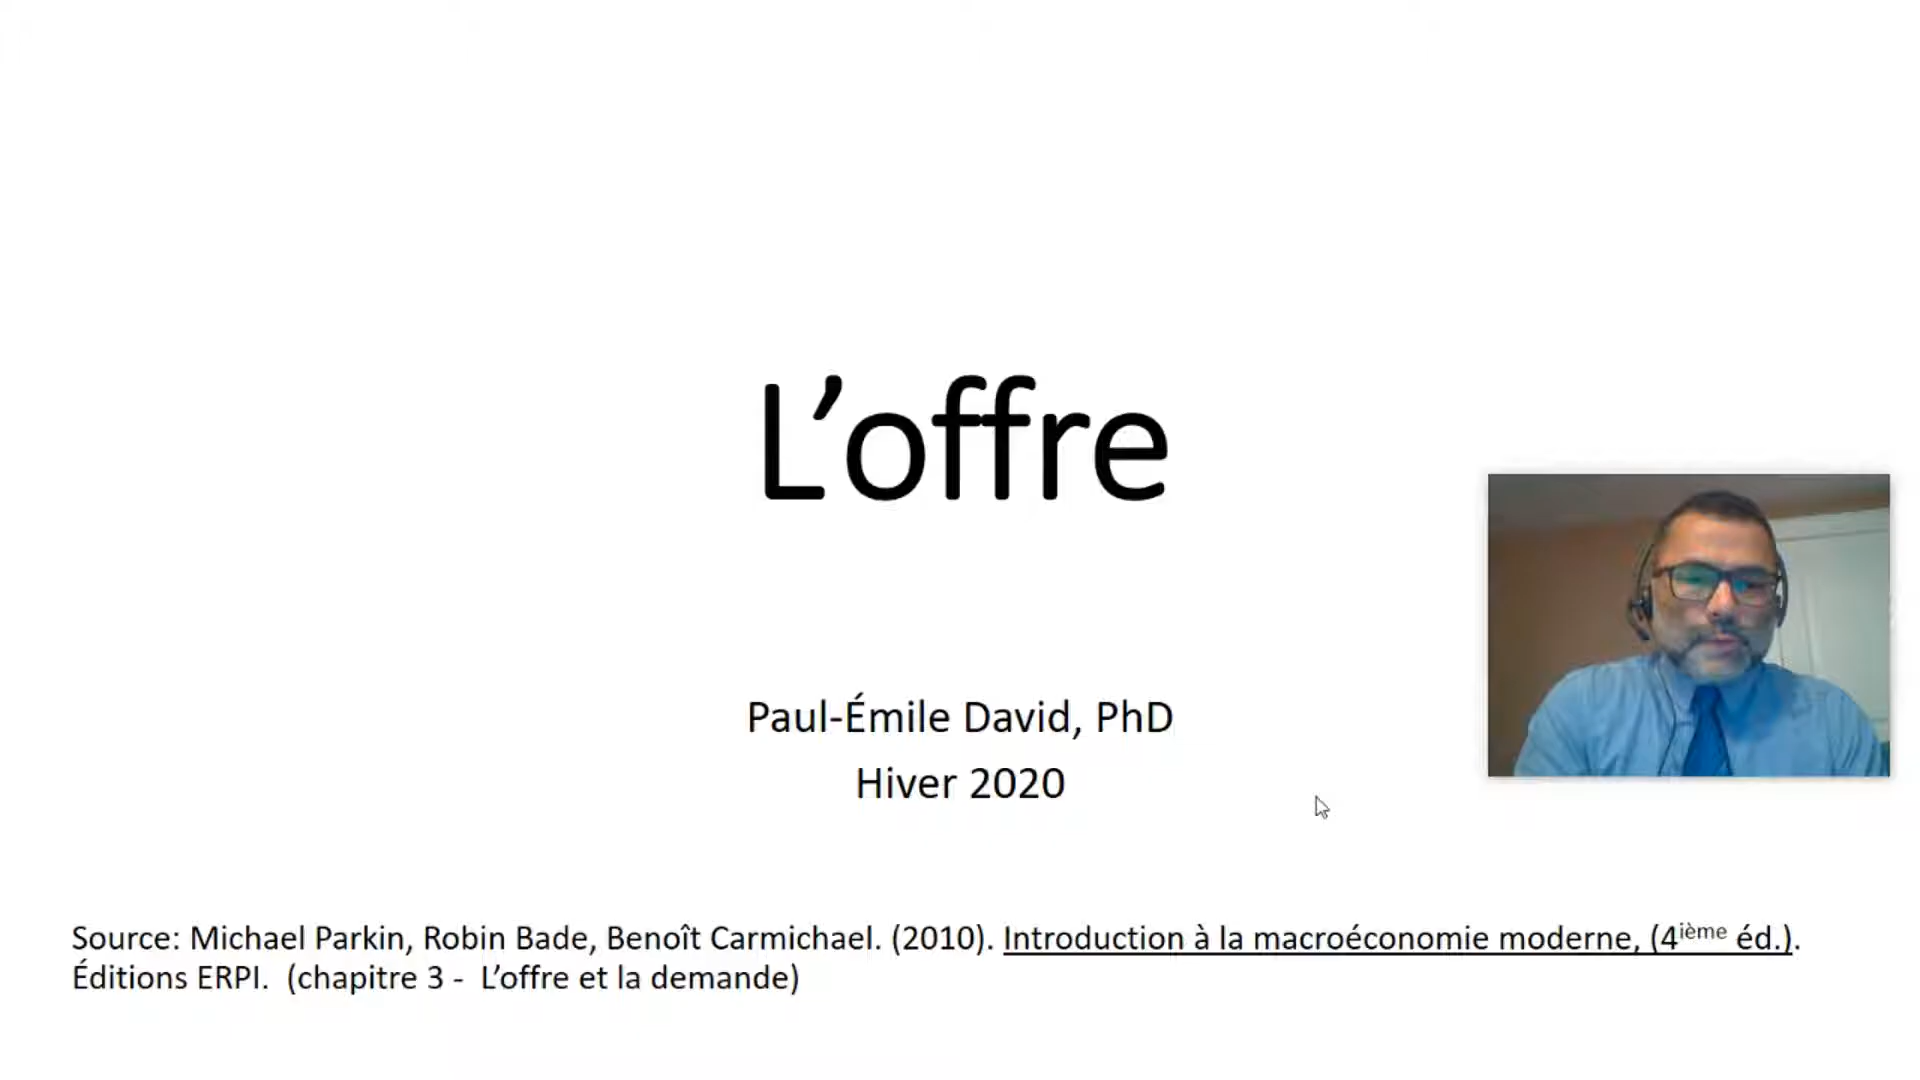 L’offre
Paul-Émile David, PhD
Hiver 2020
Source: Michael Parkin, Robin Bade, Benoît Carmichael. (2010). Introduction à la macroéconomie moderne, (4ième éd.).
Éditions ERPI. (chapitre 3 - L’offre et la demande)